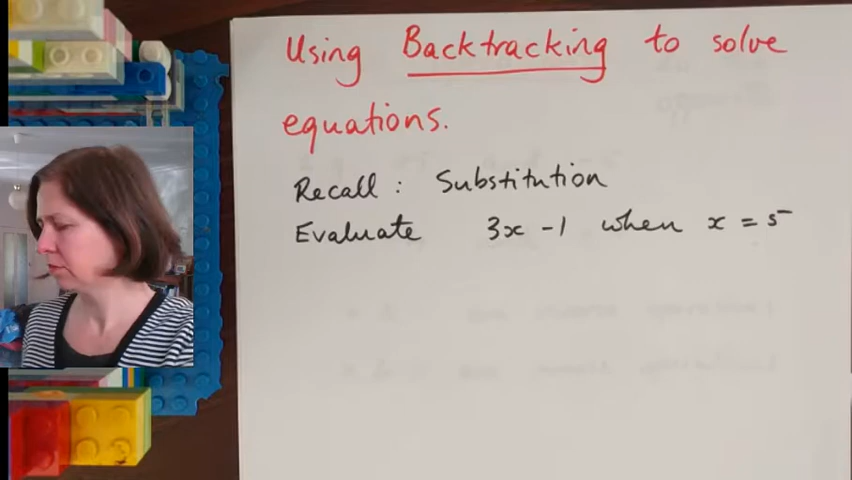 Using Backtracking to solve
equations.
Recall : Substitution
Evaluate 3x -1 when x = 5